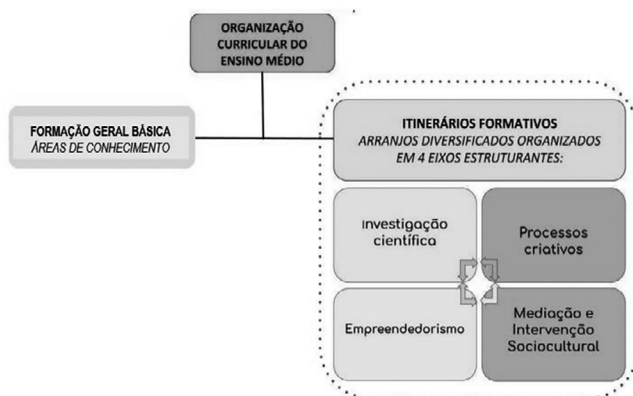 ORGANIZAÇÃO
CURRICULAR DO
ENSINO MÉDIO
FORMAÇÃO GERAL BÁSICA
ÁREAS DE CONHECIMENTO
ITINERÁRIOS FORMATIVOS
ARRANJOS DIVERSIFICADOS ORGANIZADOS
EM 4 EIXOS ESTRUTURANTES:
Investigação
científica
Processos
criativos
Empreendedorismo
Mediação e
Intervenção
Sociocultural